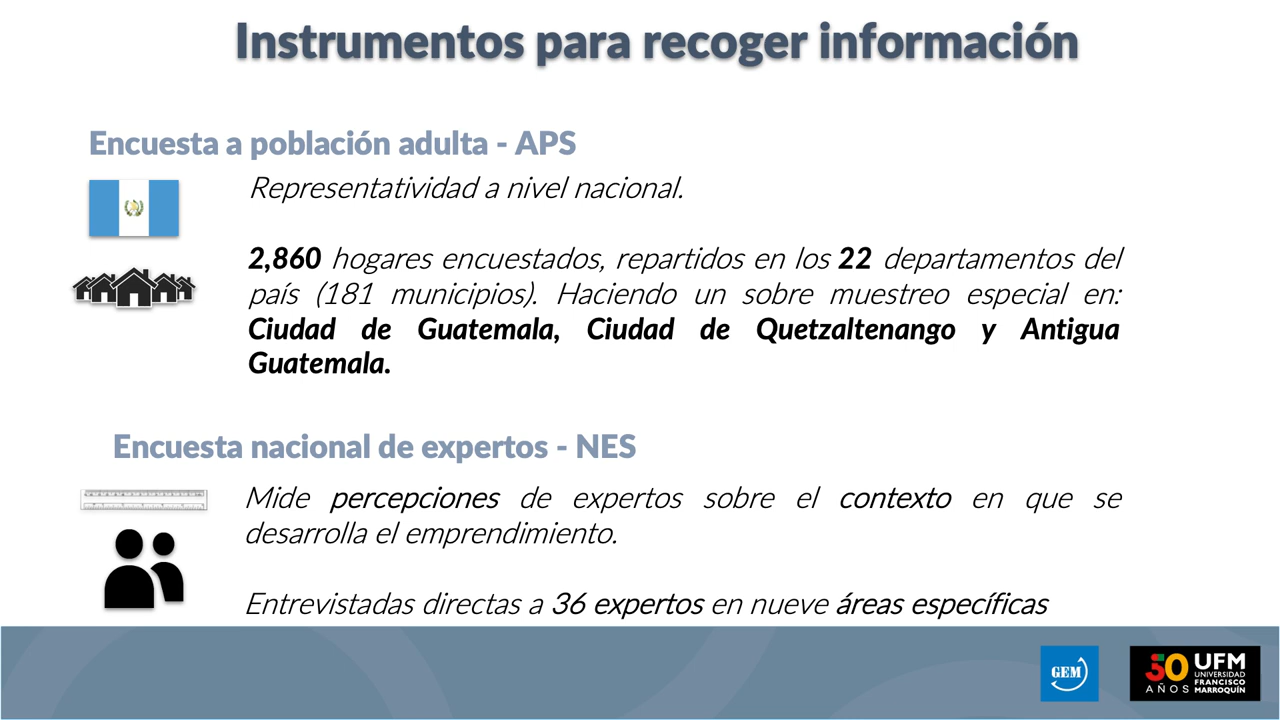 Instrumentos para recoger información
Encuesta a población adulta - APS
Representatividad a nivel nacional.
2,860 hogares encuestados, repartidos en los 22 departamentos del
país (181 municipios). Haciendo un sobre muestreo especial en:
Ciudad de Guatemala, Ciudad de Quetzaltenango y Antigua
Guatemala.
Encuesta nacional de expertos - NES
Mide percepciones de expertos sobre el contexto en que se
desarrolla el emprendimiento.
Entrevistadas directas a 36 expertos en nueve áreas específicas
GEM
50 AÑOS
UFM
UNIVERSIDAD
FRANCISCO
MARROQUÍN